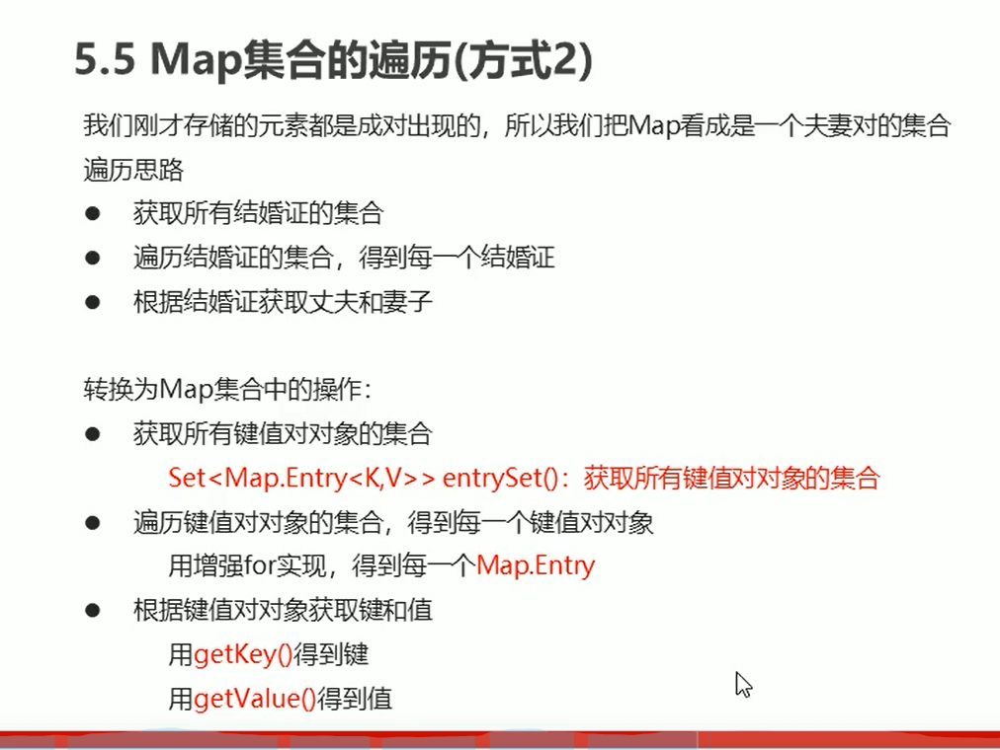 5.5 Map集合的遍历(方式2)
我们刚才存储的元素都是成对出现的，所以我们把Map看成是一个夫妻对的集合
遍历思路
● 获取所有结婚证的集合
● 遍历结婚证的集合，得到每一个结婚证
● 根据结婚证获取丈夫和妻子
转换为Map集合中的操作：
● 获取所有键值对对象的集合
Set<Map.Entry<K,V>> entrySet()：获取所有键值对对象的集合
● 遍历键值对对象的集合，得到每一个键值对对象
用增强for实现，得到每一个Map.Entry
● 根据键值对对象获取键和值
用getKey()得到键
用getValue()得到值